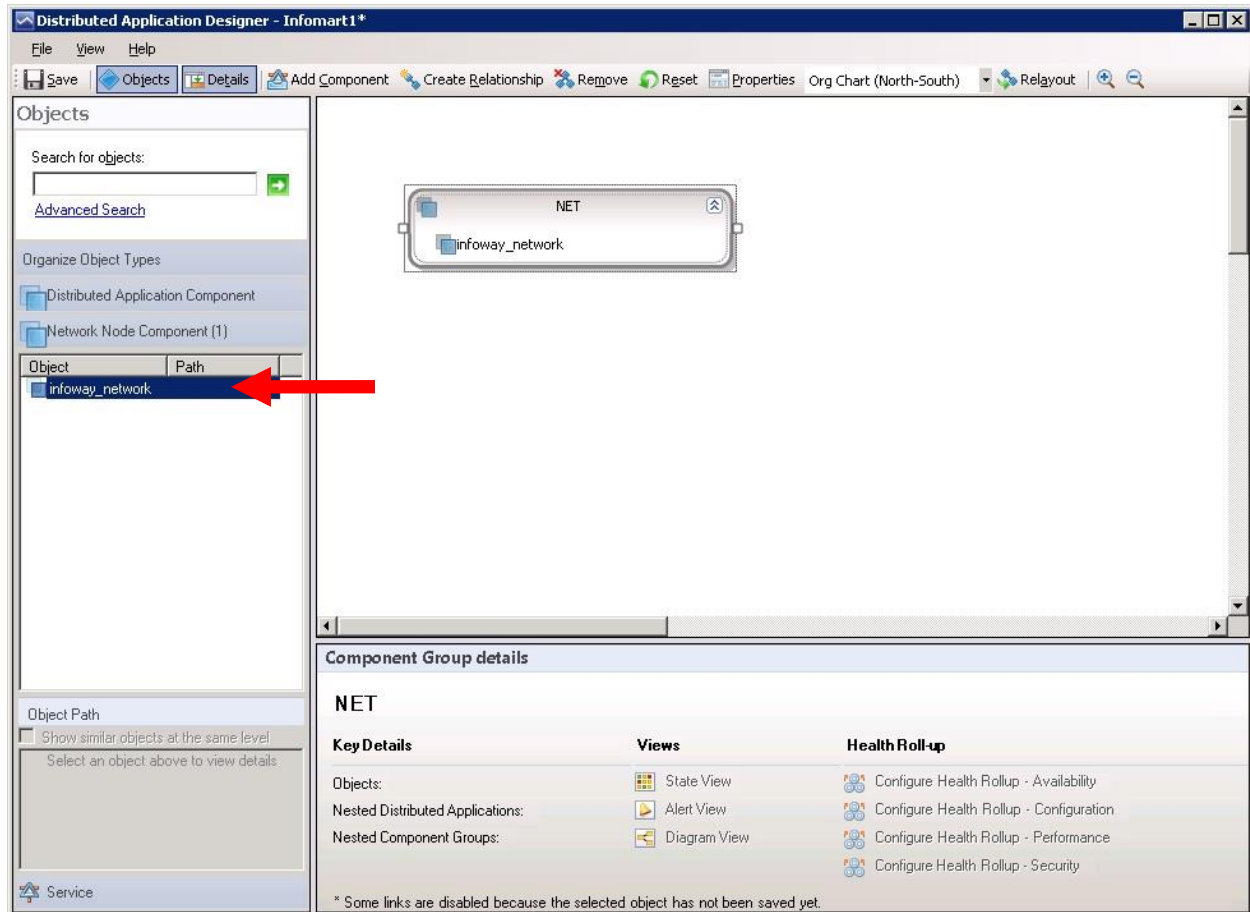 Distributed Application Designer - Infomart1*
File View Help
Save Objects Details Add Component Create Relationship Remove Reset Properties Org Chart (North-South) Relayout
Objects
Search for objects:
Advanced Search
Organize Object Types
Distributed Application Component
Network Node Component (1)
Object Path
infoway_network
NET
infoway_network
Object Path
Show similar objects at the same level
Select an object above to view details
Service
Component Group details
NET
Key Details Views Health Roll-up
Objects: State View Configure Health Rollup - Availability
Nested Distributed Applications: Alert View Configure Health Rollup - Configuration
Nested Component Groups: Diagram View Configure Health Rollup - Performance
Configure Health Rollup - Security
* Some links are disabled because the selected object has not been saved yet.